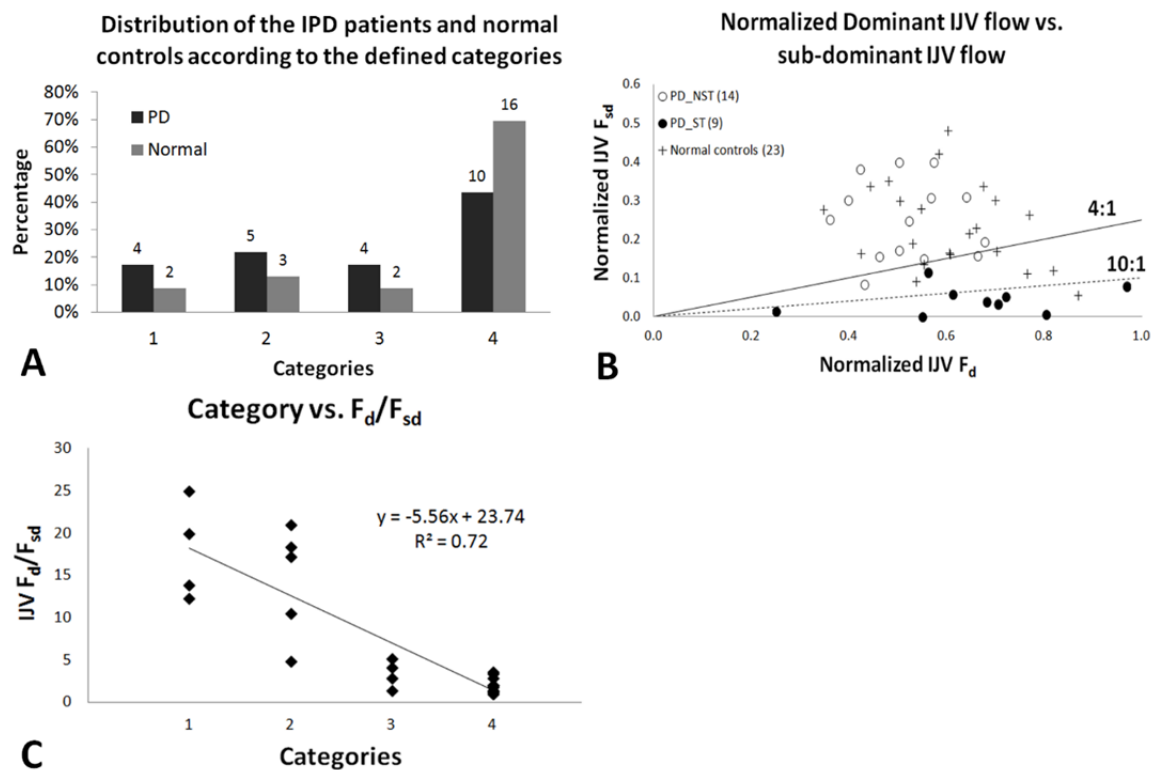 Distribution of the IPD patients and normal
controls according to the defined categories
80%
70%
60%
50%
40%
30%
20%
10%
0%
Percentage
PD
Normal
4
2
5
3
4
2
10
16
1
2
3
4
Categories
A
Normalized Dominant IJV flow vs.
sub-dominant IJV flow
0.6
0.5
0.4
0.3
0.2
0.1
0.0
Normalized IJV Fsd
PD_NST (14)
PD_ST (9)
Normal controls (23)
4:1
10:1
0.0
0.2
0.4
0.6
0.8
1.0
Normalized IJV Fd
B
Category vs. Fd/Fsd
30
25
20
15
10
5
0
IJV Fd/Fsd
y = -5.56x + 23.74
R² = 0.72
1
2
3
4
Categories
C